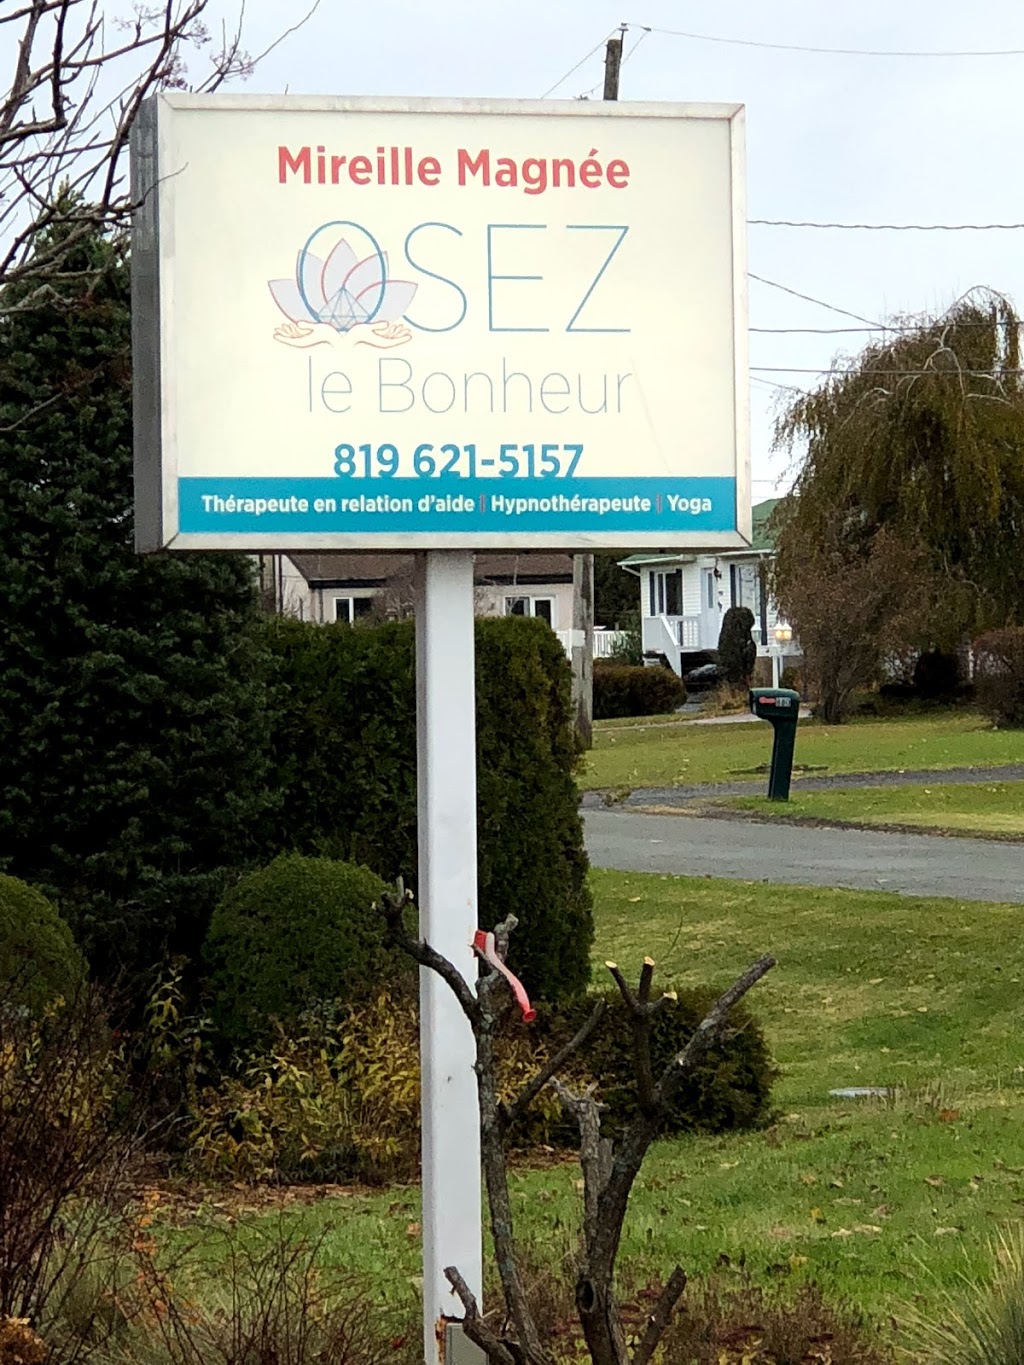 Mireille Magnée
OSEZ
le Bonheur
819 621-5157
Thérapeute en relation d'aide | Hypnothérapeute | Yoga